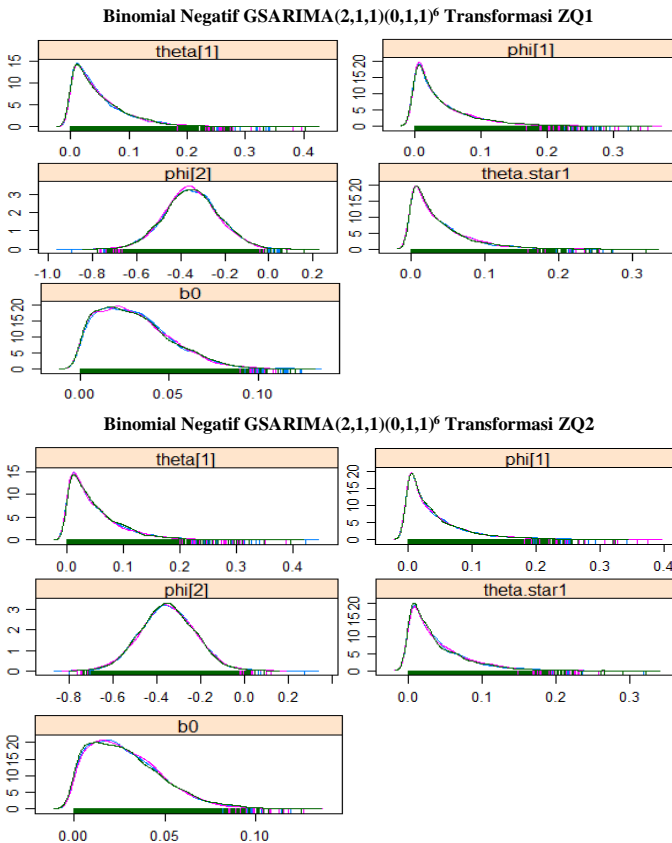 Binomial Negatif GSARIMA(2,1,1)(0,1,1)⁶ Transformasi ZQ1
theta[1]
0 5 10 15
0.0 0.1 0.2 0.3 0.4
phi[1]
0 5 10 15 20
0.0 0.1 0.2 0.3
phi[2]
0 1 2 3
-1.0 -0.8 -0.6 -0.4 -0.2 0.0 0.2
theta.star1
0 5 10 15 20
0.0 0.1 0.2 0.3
b0
0 5 10 15 20
0.00 0.05 0.10
Binomial Negatif GSARIMA(2,1,1)(0,1,1)⁶ Transformasi ZQ2
theta[1]
0 5 10 15
0.0 0.1 0.2 0.3 0.4
phi[1]
0 5 10 15 20
0.0 0.1 0.2 0.3 0.4
phi[2]
0 1 2 3
-0.8 -0.6 -0.4 -0.2 0.0 0.2
theta.star1
0 5 10 15 20
0.0 0.1 0.2 0.3
b0
0 5 10 15 20
0.00 0.05 0.10